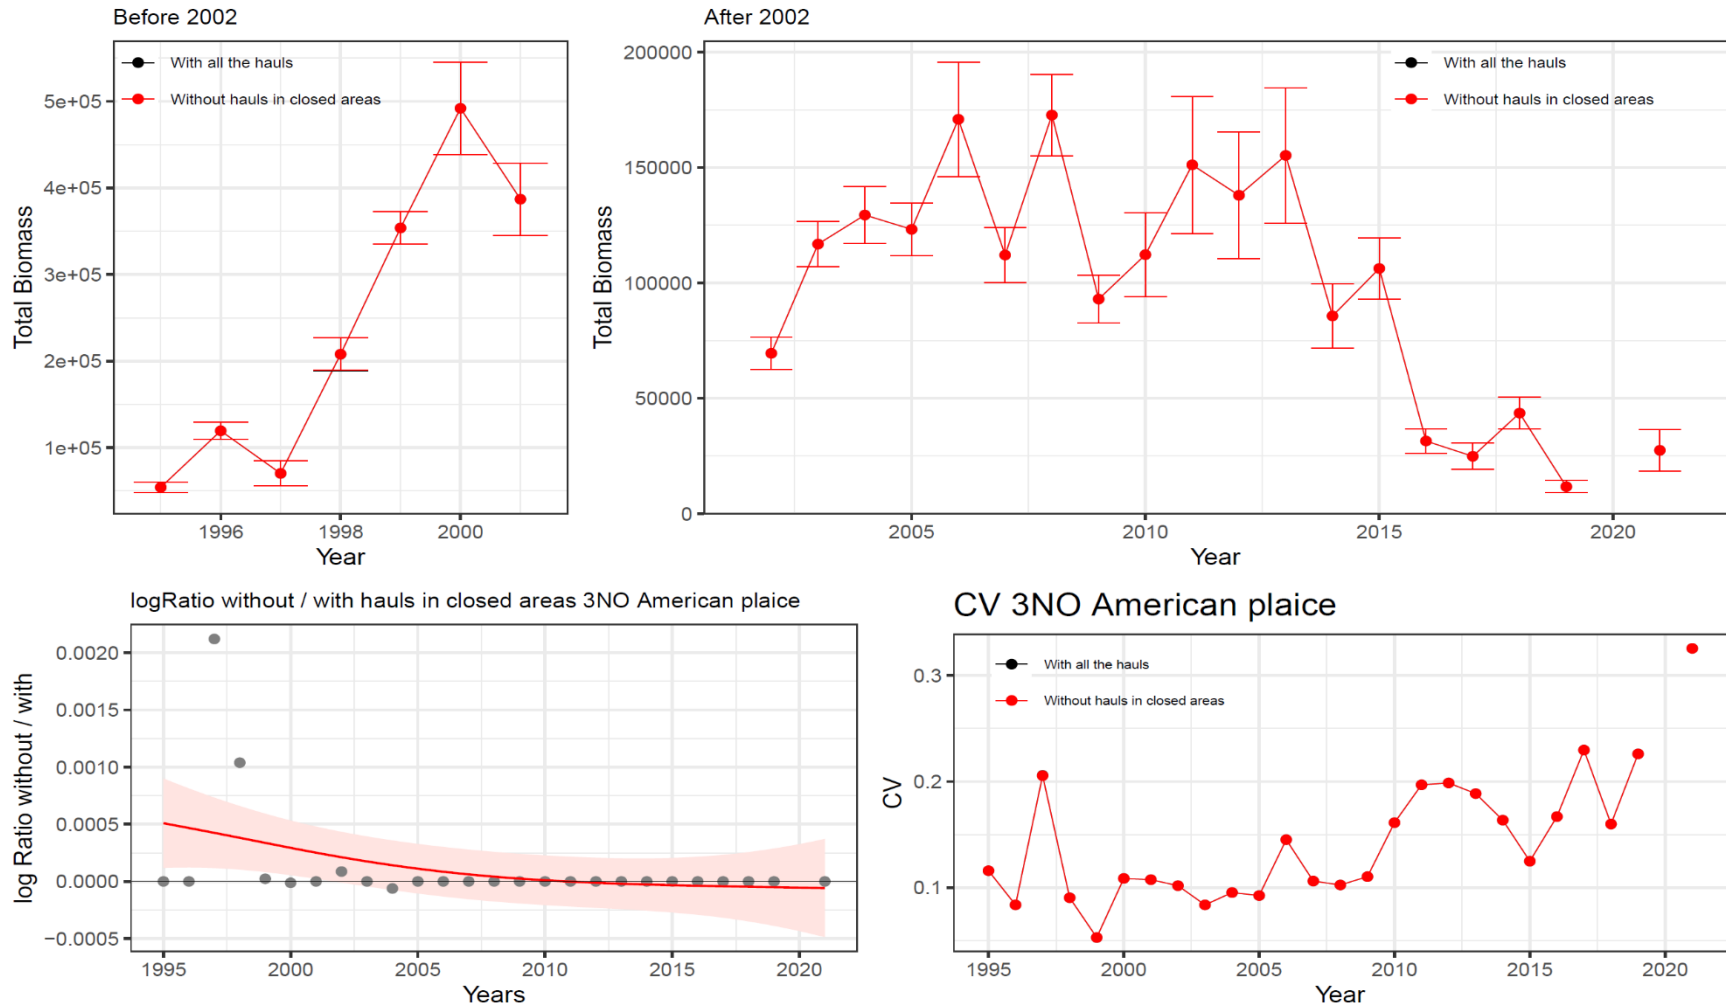 Before 2002
With all the hauls
Without hauls in closed areas
5e+05
4e+05
3e+05
2e+05
1e+05
Total Biomass
1996
1998
2000
Year
After 2002
With all the hauls
Without hauls in closed areas
200000
150000
100000
50000
0
Total Biomass
2005
2010
2015
2020
Year
logRatio without / with hauls in closed areas 3NO American plaice
0.0020
0.0015
0.0010
0.0005
0.0000
−0.0005
log Ratio without / with
1995
2000
2005
2010
2015
2020
Years
CV 3NO American plaice
With all the hauls
Without hauls in closed areas
0.3
0.2
0.1
CV
1995
2000
2005
2010
2015
2020
Year